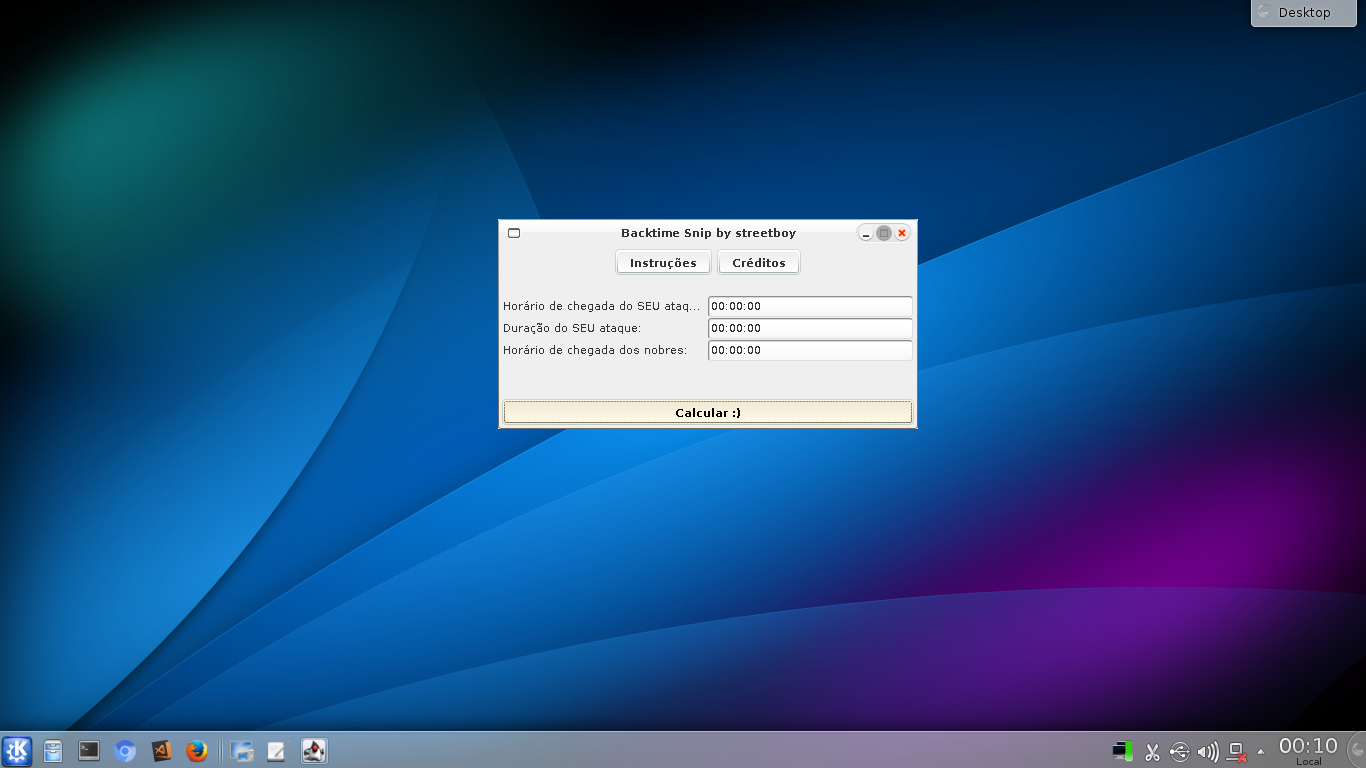 Desktop
Backtime Snip by streetboy
Instruções Créditos
Horário de chegada do SEU ataq... 00:00:00
Duração do SEU ataque: 00:00:00
Horário de chegada dos nobres: 00:00:00
Calcular :)
00:10
Local